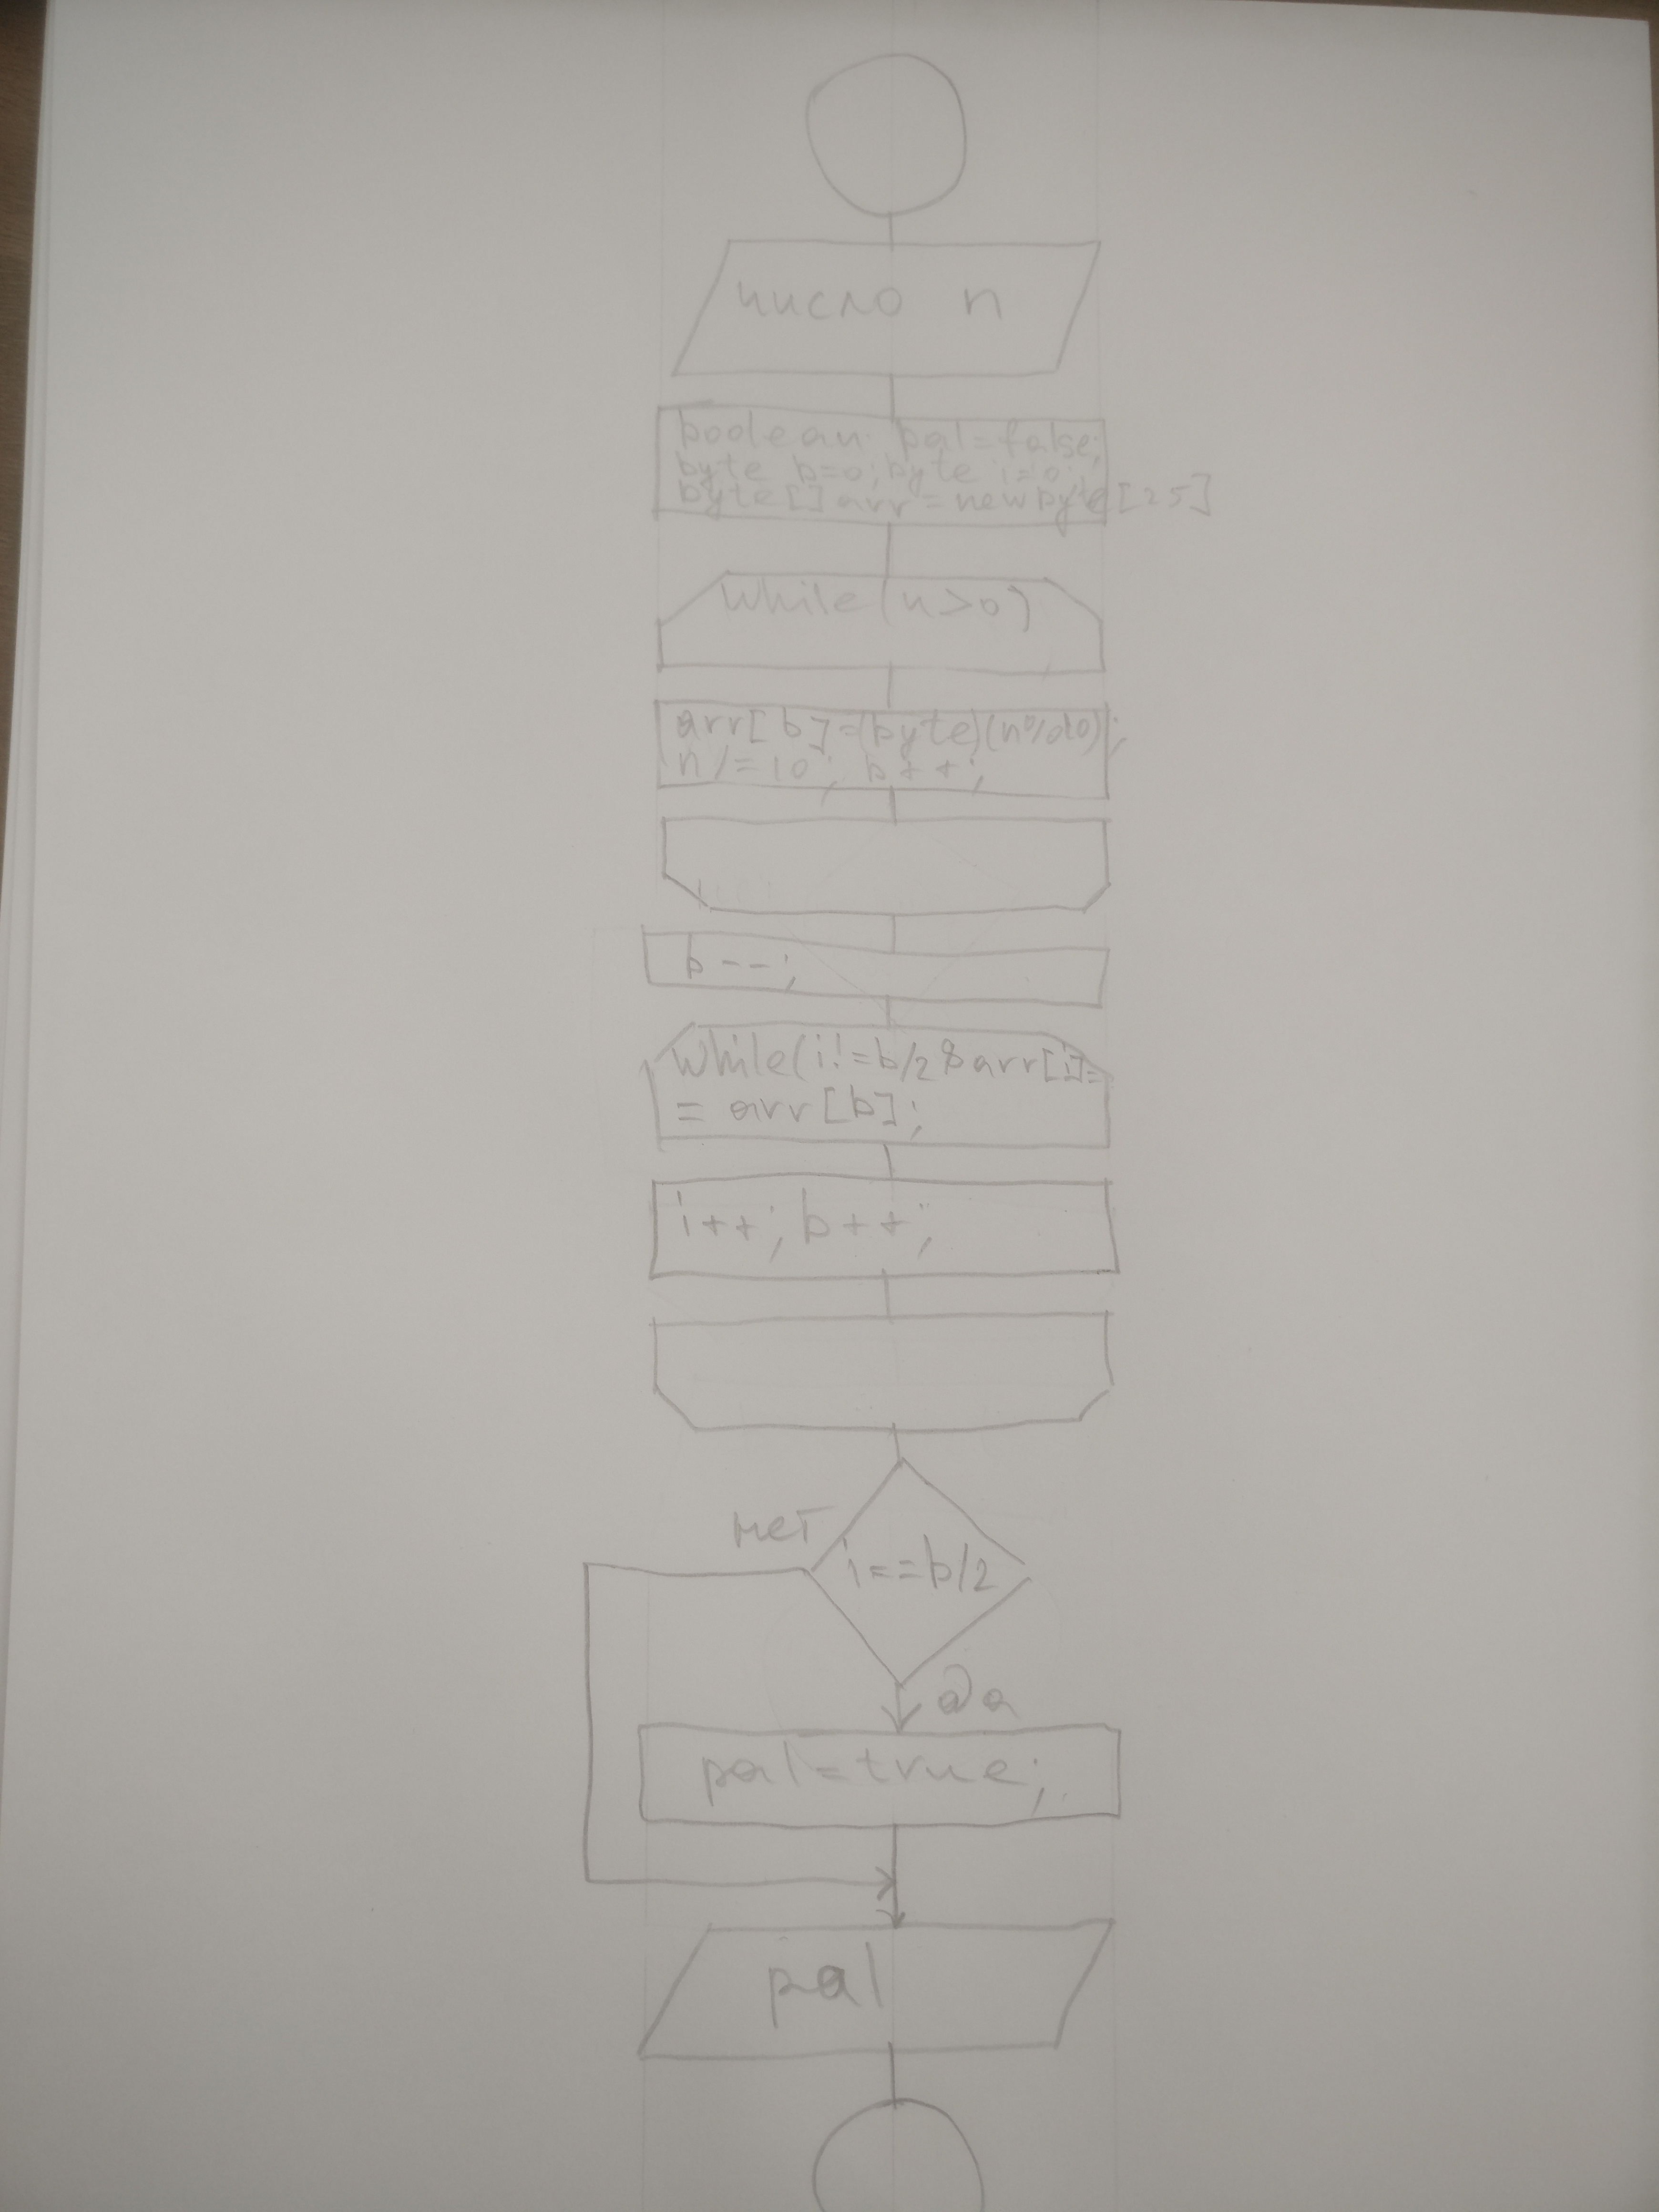 число n
boolean pal=false;
byte b=0; byte i=0;
byte[] arr = new byte[25]
while(n>0)
arr[b]=(byte)(n%10);
n/=10; b++;
b--;
while(i!=b/2&arr[i]=
= arr[b];
i++; b++;
нет
i==b/2
да
pal=true;
pal